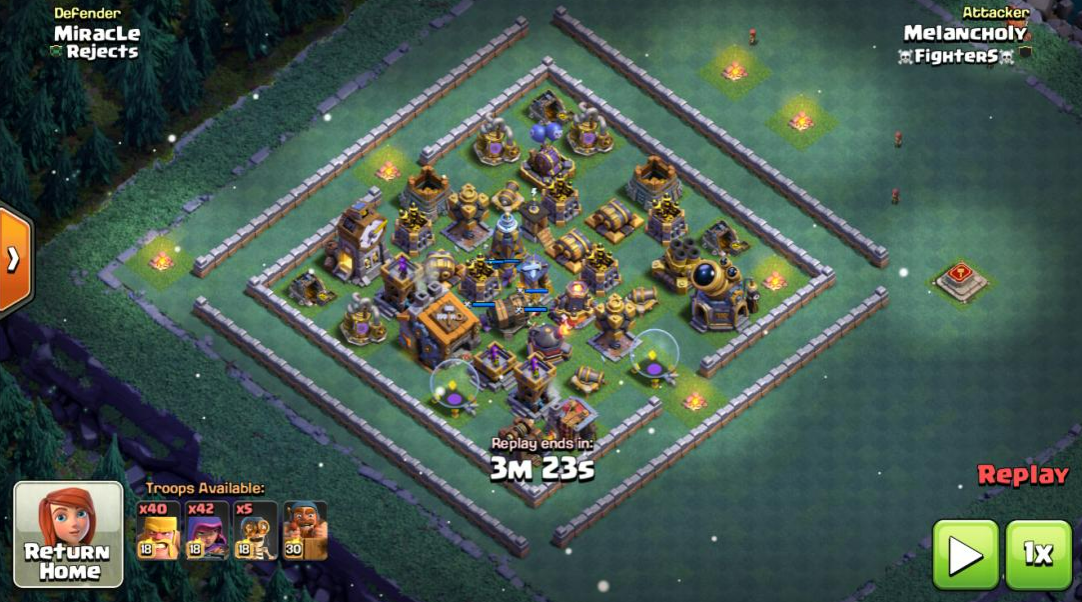 Defender
Miracle
Rejects
Attacker
Melancholy
☠FighterS☠
Replay ends in:
3m 23s
Replay
Troops Available:
x40
x42
x5
18
18
18
30
Return
Home
1x